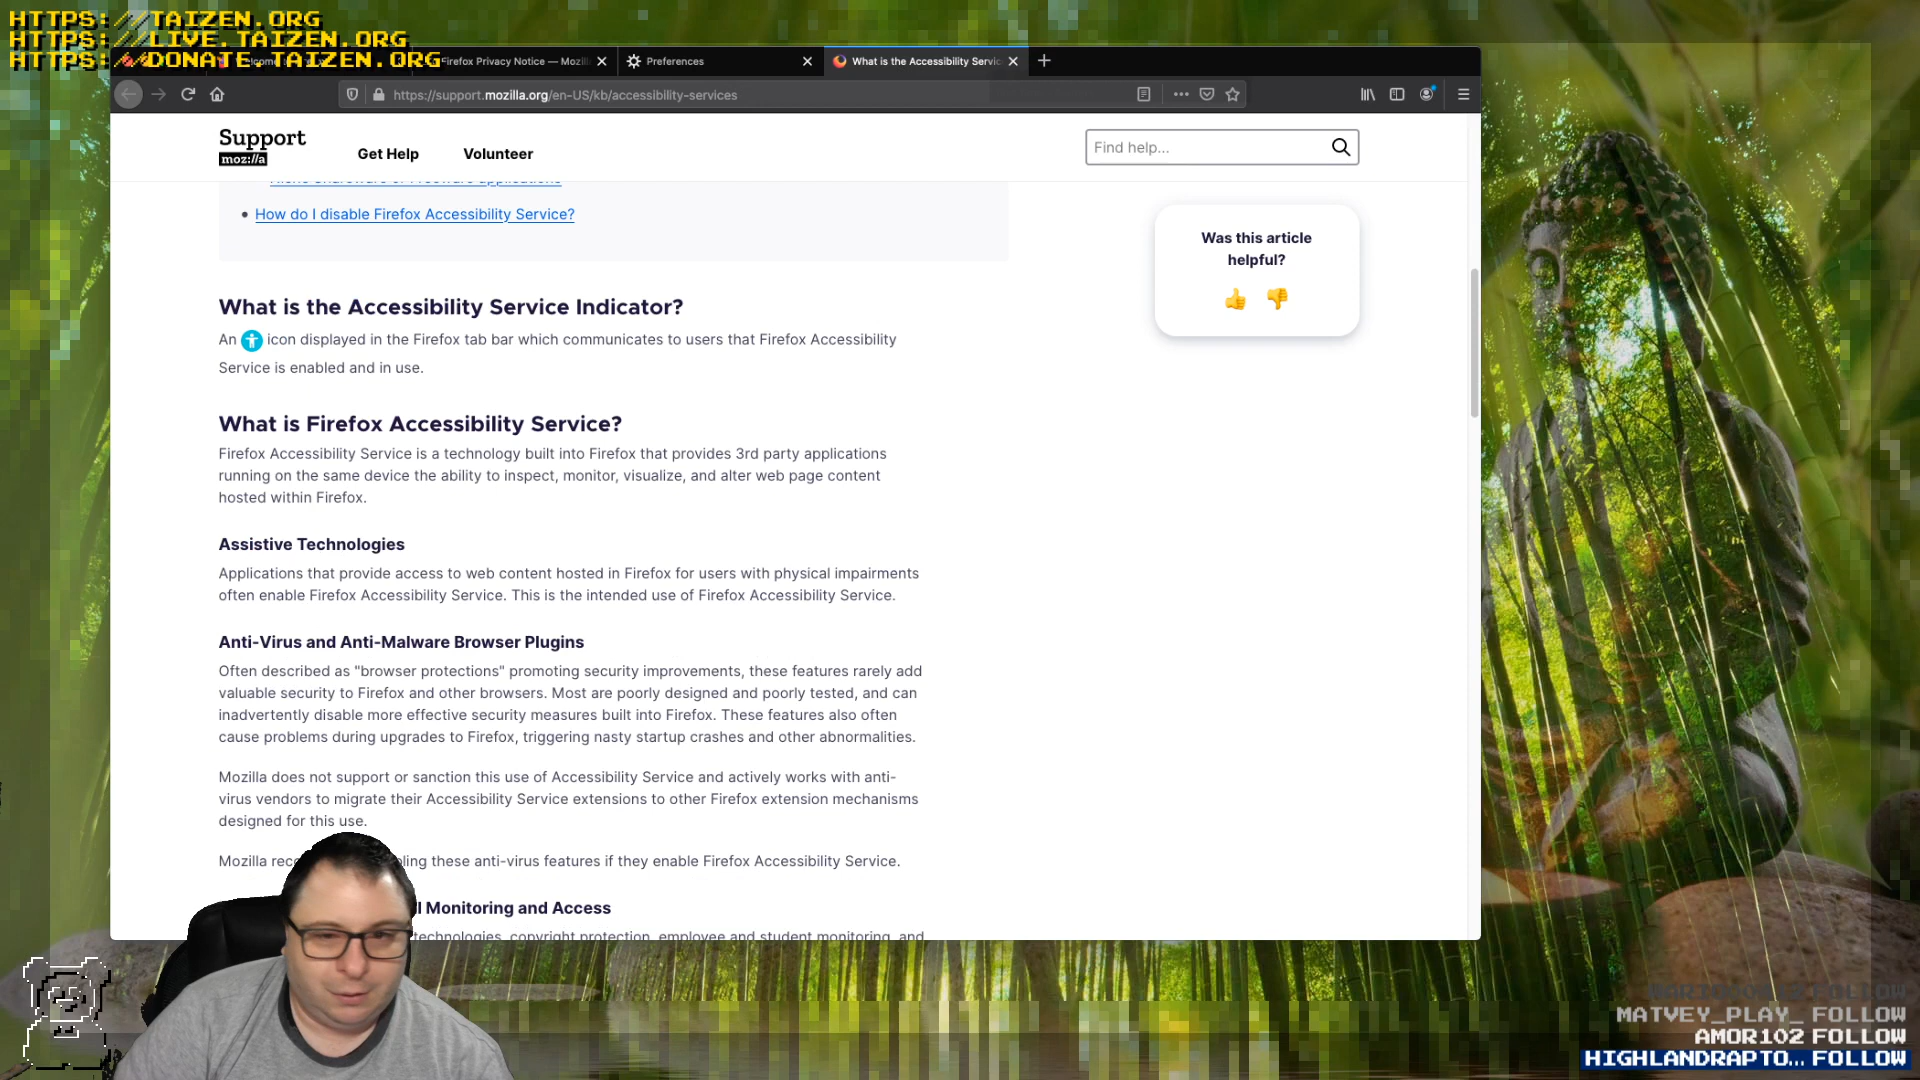 HTTPS://TAIZEN.ORG
HTTPS://LIVE.TAIZEN.ORG
HTTPS://DONATE.TAIZEN.ORG
Firefox Privacy Notice — Mozil
Preferences
What is the Accessibility Servic
https://support.mozilla.org/en-US/kb/accessibility-services
Support
moz://a
Get Help
Volunteer
Find help...
How do I disable Firefox Accessibility Service?
Was this article
helpful?
What is the Accessibility Service Indicator?
An icon displayed in the Firefox tab bar which communicates to users that Firefox Accessibility
Service is enabled and in use.
What is Firefox Accessibility Service?
Firefox Accessibility Service is a technology built into Firefox that provides 3rd party applications
running on the same device the ability to inspect, monitor, visualize, and alter web page content
hosted within Firefox.
Assistive Technologies
Applications that provide access to web content hosted in Firefox for users with physical impairments
often enable Firefox Accessibility Service. This is the intended use of Firefox Accessibility Service.
Anti-Virus and Anti-Malware Browser Plugins
Often described as "browser protections" promoting security improvements, these features rarely add
valuable security to Firefox and other browsers. Most are poorly designed and poorly tested, and can
inadvertently disable more effective security measures built into Firefox. These features also often
cause problems during upgrades to Firefox, triggering nasty startup crashes and other abnormalities.
Mozilla does not support or sanction this use of Accessibility Service and actively works with anti-
virus vendors to migrate their Accessibility Service extensions to other Firefox extension mechanisms
designed for this use.
Mozilla these anti-virus features if they enable Firefox Accessibility Service.
Monitoring and Access
technologies, copyright protection, employee and student monitoring, and
FOLLOW
MATVEY_PLAY_ FOLLOW
AMOR102 FOLLOW
HIGHLANDRAPTO... FOLLOW